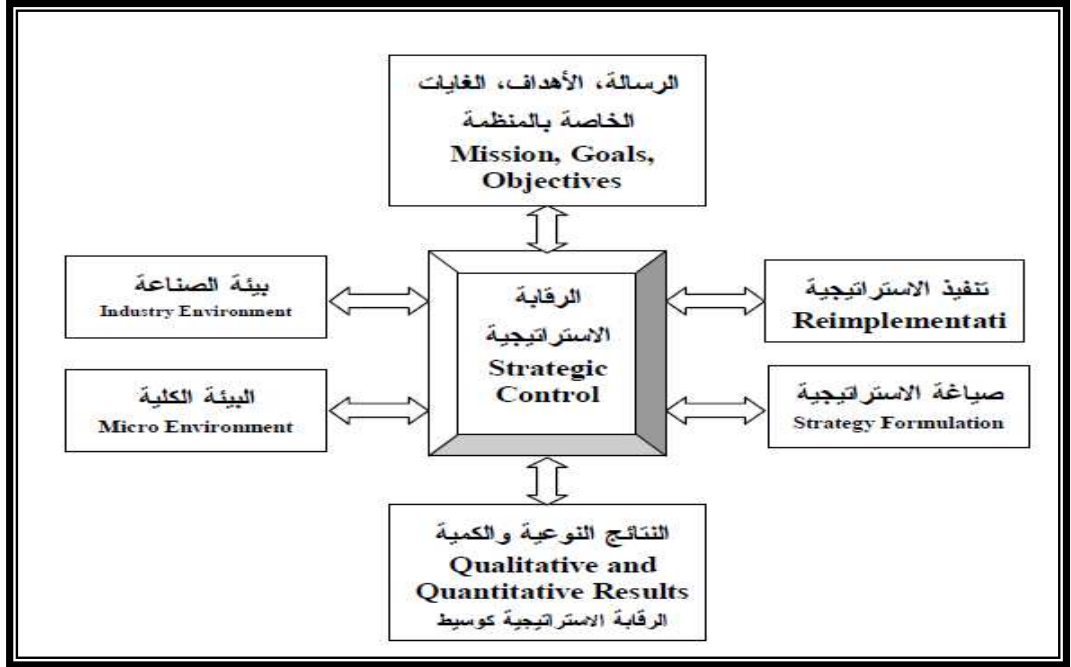 الرسالة، الأهداف، الغايات
الخاصة بالمنظمة
Mission, Goals,
Objectives
بيئة الصناعة
Industry Environment
الرقابة
الاستراتيجية
Strategic
Control
تنفيذ الاستراتيجية
Reimplementati
البيئة الكلية
Micro Environment
صياغة الاستراتيجية
Strategy Formulation
النتائج النوعية والكمية
Qualitative and
Quantitative Results
الرقابة الاستراتيجية كوسيط